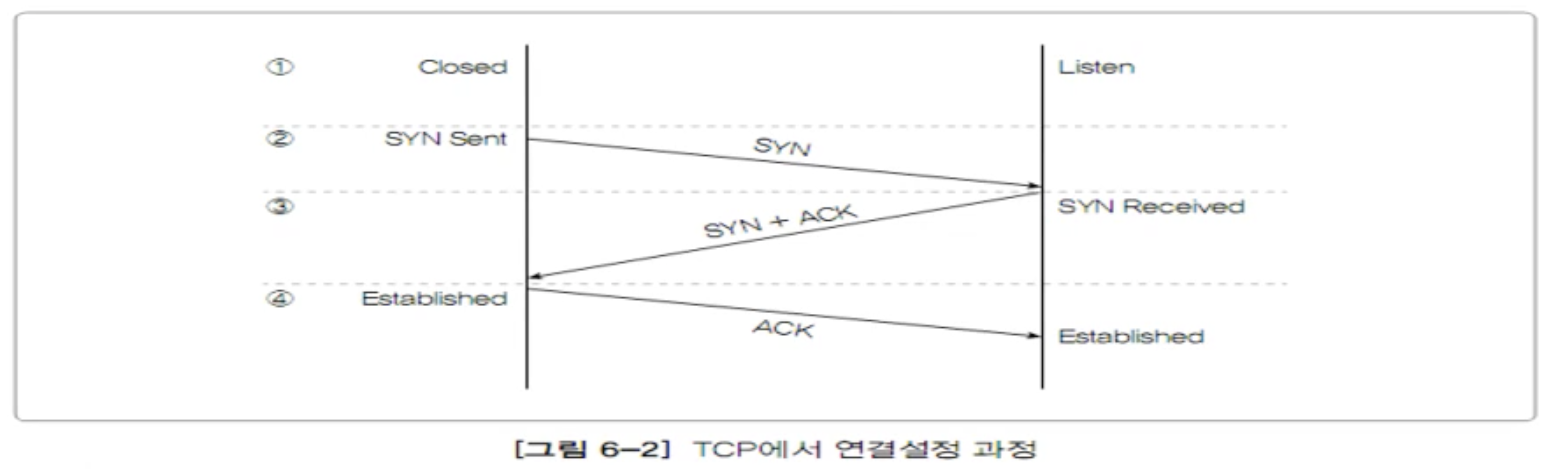 ① Closed Listen
② SYN Sent SYN
③ SYN + ACK SYN Received
④ Established ACK Established
[그림 6-2] TCP에서 연결설정 과정